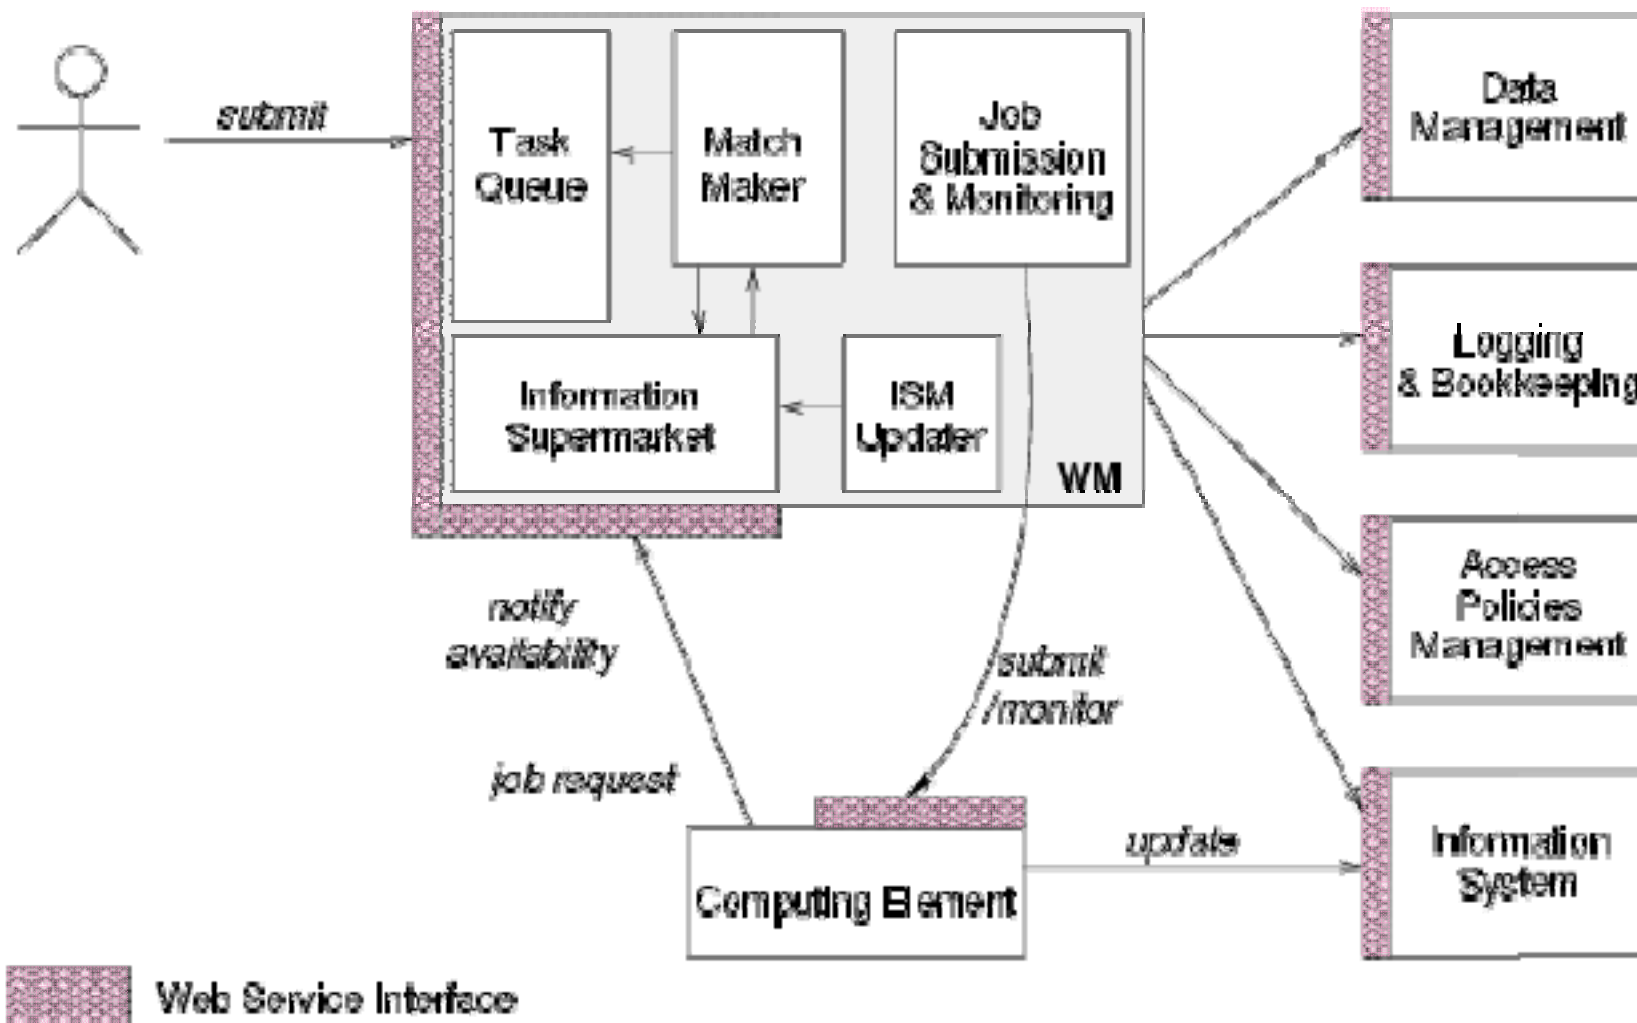 submit
Task
Queue
Match
Maker
Job
Submission
& Monitoring
Information
Supermarket
ISM
Updater
WM
Data
Management
Logging
& Bookkeeping
Access
Policies
Management
notify
availability
job request
submit
/monitor
Computing Element
update
Information
System
Web Service Interface